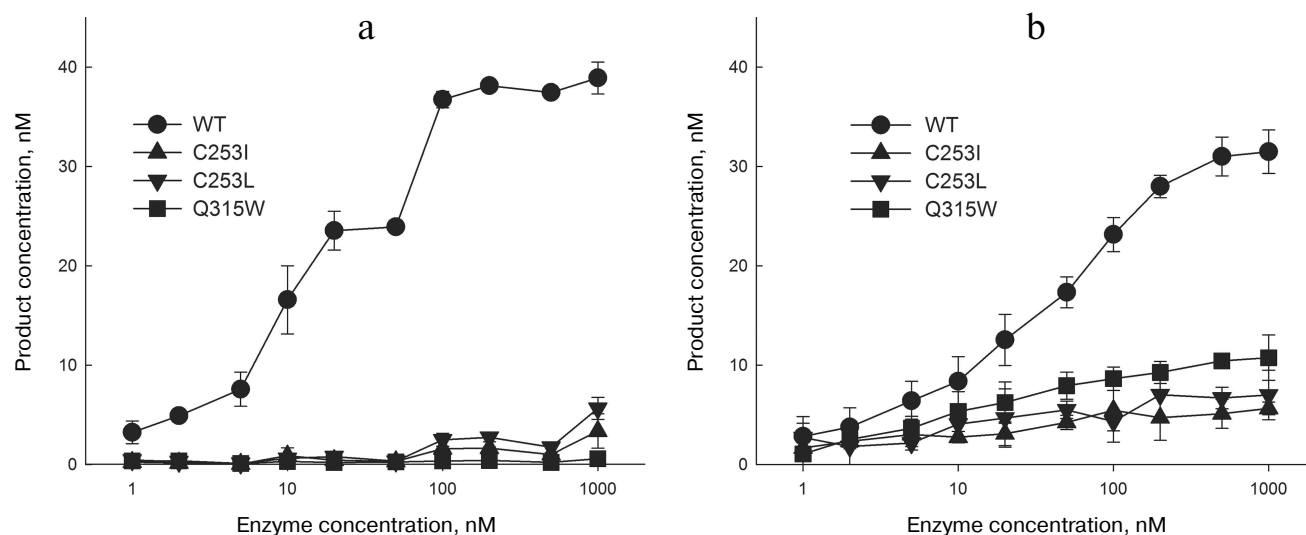 a
40
30
20
10
0
Product concentration, nM
WT
C253I
C253L
Q315W
1
10
100
1000
Enzyme concentration, nM
b
40
30
20
10
0
Product concentration, nM
WT
C253I
C253L
Q315W
1
10
100
1000
Enzyme concentration, nM